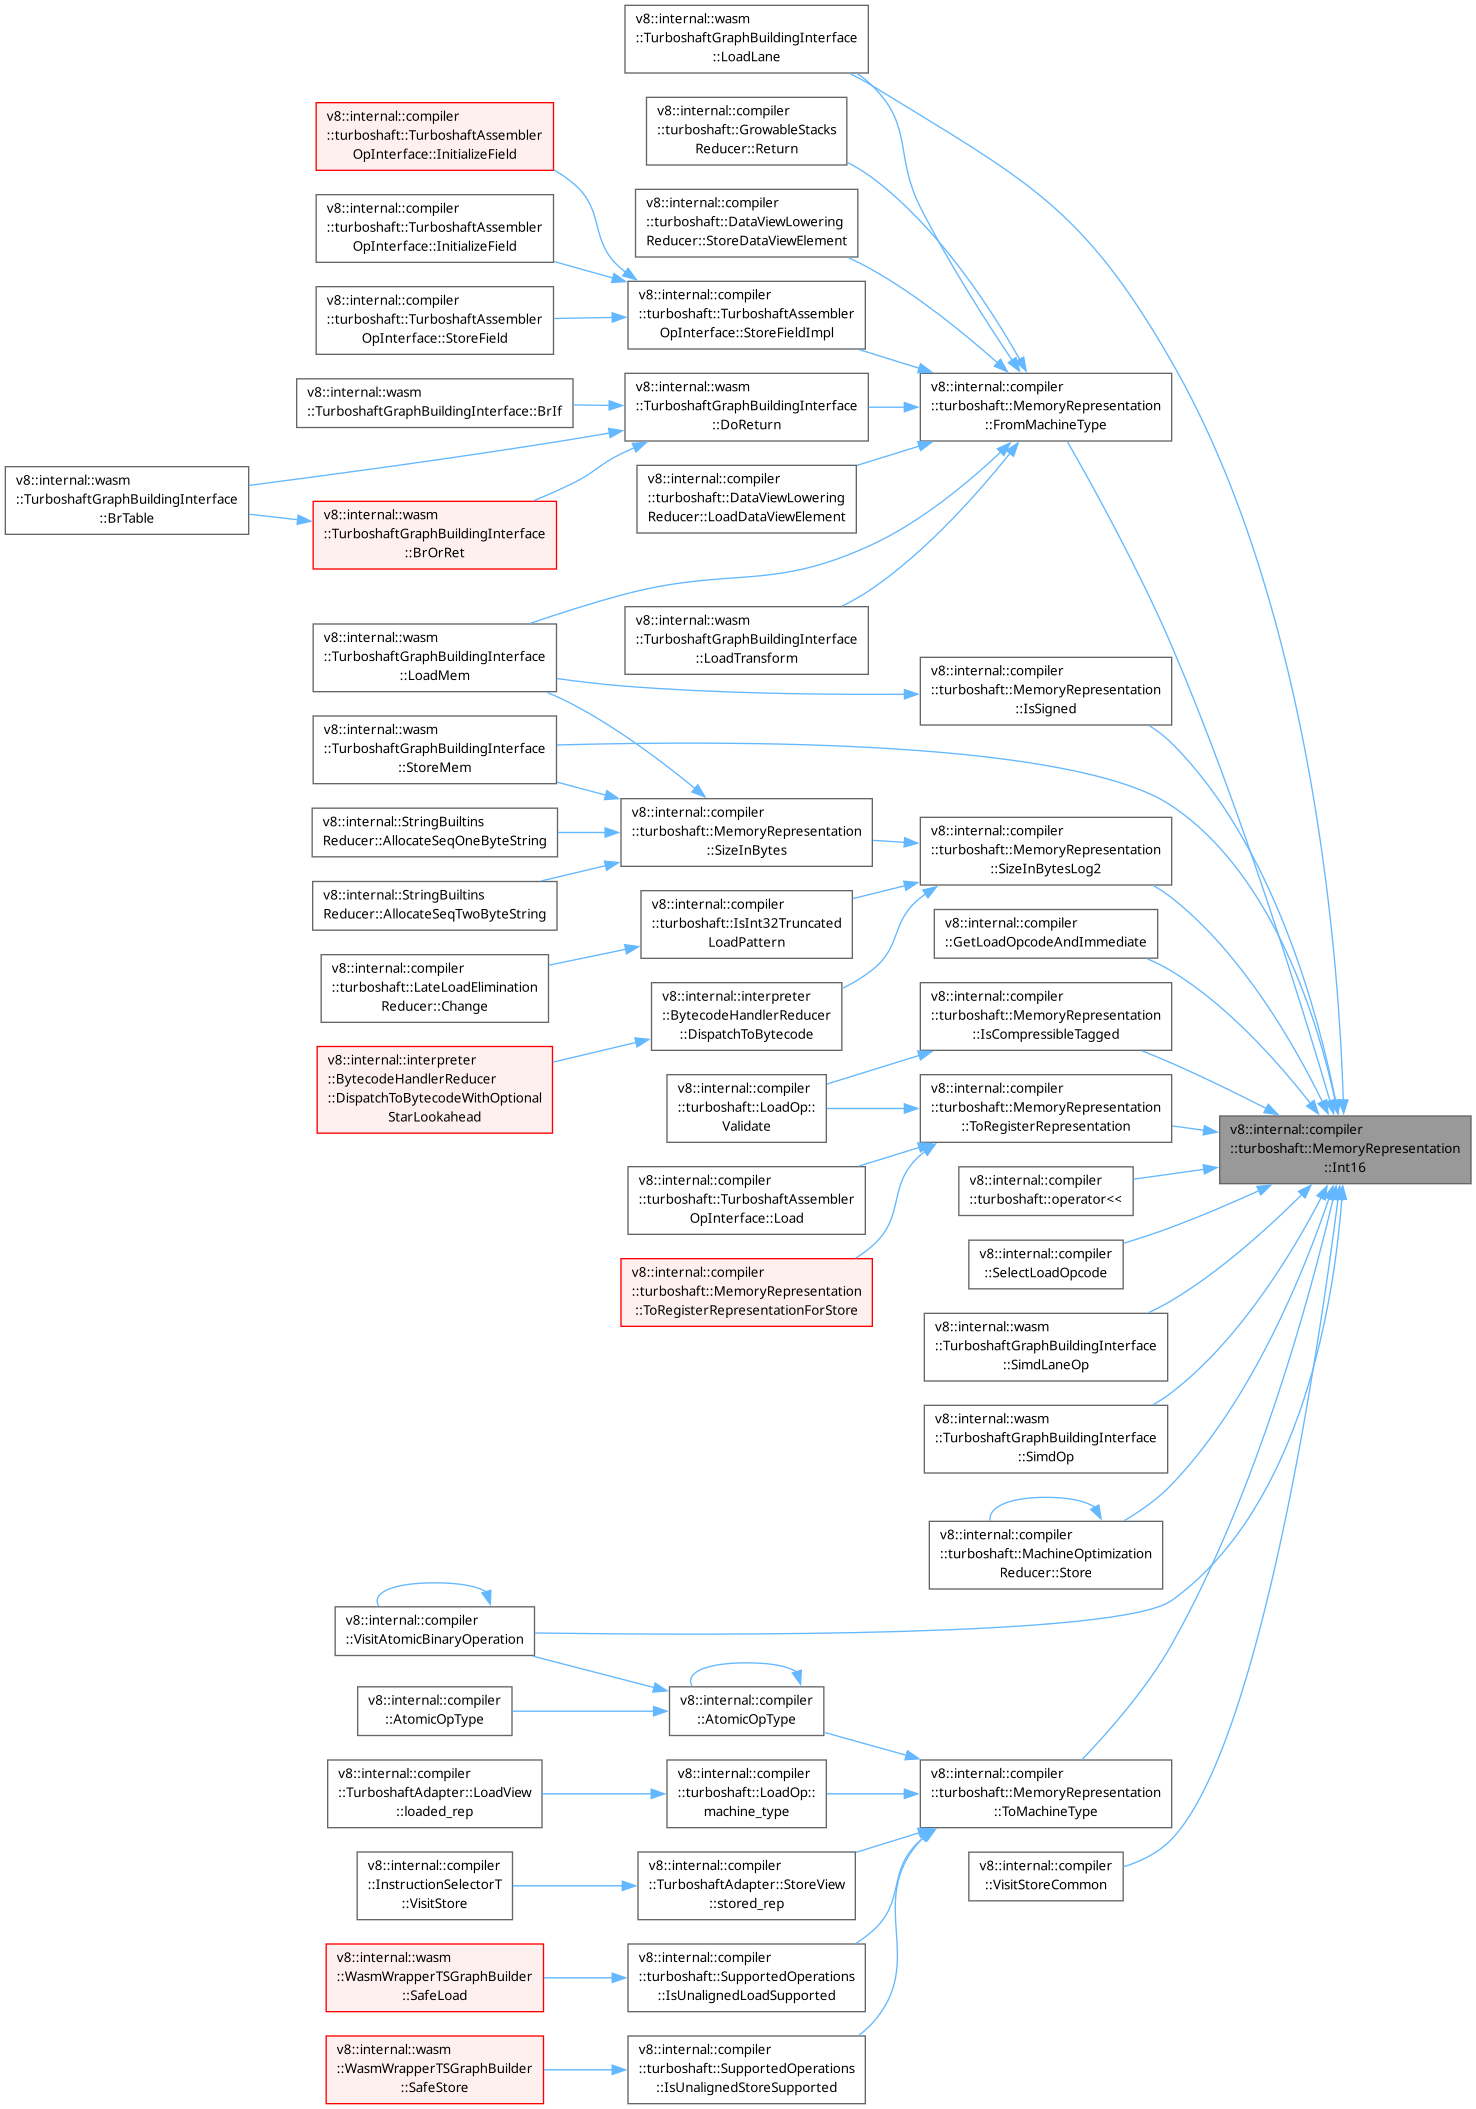 v8::internal::wasm
::TurboshaftGraphBuildingInterface
::LoadLane
v8::internal::compiler
::turboshaft::GrowableStacks
Reducer::Return
v8::internal::compiler
::turboshaft::TurboshaftAssembler
OpInterface::InitializeField
v8::internal::compiler
::turboshaft::DataViewLowering
Reducer::StoreDataViewElement
v8::internal::compiler
::turboshaft::TurboshaftAssembler
OpInterface::InitializeField
v8::internal::compiler
::turboshaft::TurboshaftAssembler
OpInterface::StoreFieldImpl
v8::internal::compiler
::turboshaft::TurboshaftAssembler
OpInterface::StoreField
v8::internal::wasm
::TurboshaftGraphBuildingInterface
::DoReturn
v8::internal::compiler
::turboshaft::MemoryRepresentation
::FromMachineType
v8::internal::wasm
::TurboshaftGraphBuildingInterface::BrIf
v8::internal::wasm
::TurboshaftGraphBuildingInterface
::BrTable
v8::internal::compiler
::turboshaft::DataViewLowering
Reducer::LoadDataViewElement
v8::internal::wasm
::TurboshaftGraphBuildingInterface
::BrOrRet
v8::internal::wasm
::TurboshaftGraphBuildingInterface
::LoadTransform
v8::internal::wasm
::TurboshaftGraphBuildingInterface
::LoadMem
v8::internal::compiler
::turboshaft::MemoryRepresentation
::IsSigned
v8::internal::wasm
::TurboshaftGraphBuildingInterface
::StoreMem
v8::internal::compiler
::turboshaft::MemoryRepresentation
::SizeInBytes
v8::internal::compiler
::turboshaft::MemoryRepresentation
::SizeInBytesLog2
v8::internal::StringBuiltins
Reducer::AllocateSeqOneByteString
v8::internal::StringBuiltins
Reducer::AllocateSeqTwoByteString
v8::internal::compiler
::turboshaft::IsInt32Truncated
LoadPattern
v8::internal::compiler
::GetLoadOpcodeAndImmediate
v8::internal::compiler
::turboshaft::LateLoadElimination
Reducer::Change
v8::internal::interpreter
::BytecodeHandlerReducer
::DispatchToBytecode
v8::internal::compiler
::turboshaft::MemoryRepresentation
::IsCompressibleTagged
v8::internal::interpreter
::BytecodeHandlerReducer
::DispatchToBytecodeWithOptional
StarLookahead
v8::internal::compiler
::turboshaft::LoadOp::
Validate
v8::internal::compiler
::turboshaft::MemoryRepresentation
::ToRegisterRepresentation
v8::internal::compiler
::turboshaft::MemoryRepresentation
::Int16
v8::internal::compiler
::turboshaft::TurboshaftAssembler
OpInterface::Load
v8::internal::compiler
::turboshaft::operator<<
v8::internal::compiler
::SelectLoadOpcode
v8::internal::compiler
::turboshaft::MemoryRepresentation
::ToRegisterRepresentationForStore
v8::internal::wasm
::TurboshaftGraphBuildingInterface
::SimdLaneOp
v8::internal::wasm
::TurboshaftGraphBuildingInterface
::SimdOp
v8::internal::compiler
::turboshaft::MachineOptimization
Reducer::Store
v8::internal::compiler
::VisitAtomicBinaryOperation
v8::internal::compiler
::AtomicOpType
v8::internal::compiler
::AtomicOpType
v8::internal::compiler
::TurboshaftAdapter::LoadView
::loaded_rep
v8::internal::compiler
::turboshaft::LoadOp::
machine_type
v8::internal::compiler
::turboshaft::MemoryRepresentation
::ToMachineType
v8::internal::compiler
::InstructionSelectorT
::VisitStore
v8::internal::compiler
::TurboshaftAdapter::StoreView
::stored_rep
v8::internal::compiler
::VisitStoreCommon
v8::internal::wasm
::WasmWrapperTSGraphBuilder
::SafeLoad
v8::internal::compiler
::turboshaft::SupportedOperations
::IsUnalignedLoadSupported
v8::internal::wasm
::WasmWrapperTSGraphBuilder
::SafeStore
v8::internal::compiler
::turboshaft::SupportedOperations
::IsUnalignedStoreSupported